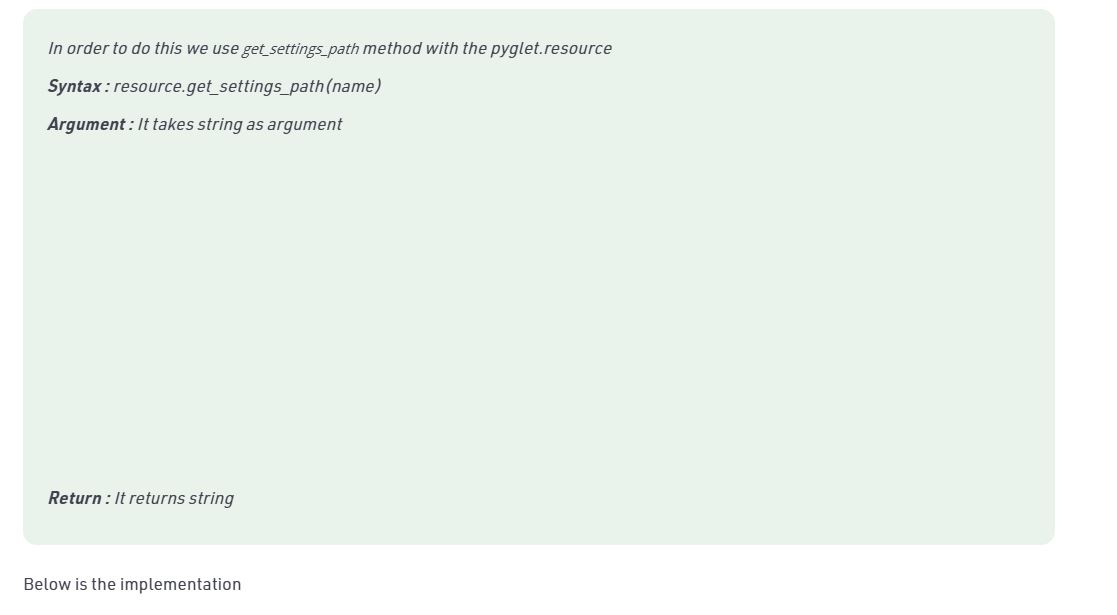 In order to do this we use get_settings_path method with the pyglet.resource
Syntax : resource.get_settings_path(name)
Argument : It takes string as argument
Return : It returns string
Below is the implementation